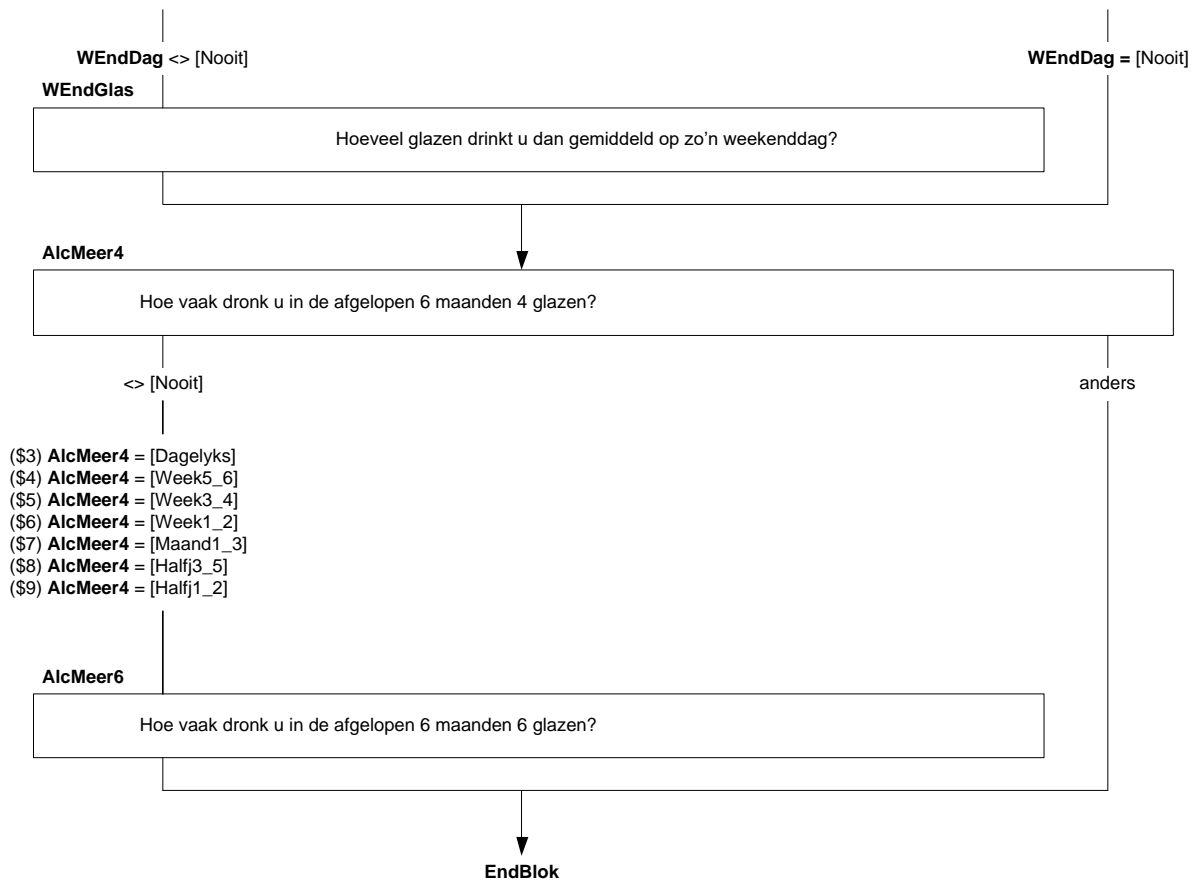 WEndDag <> [Nooit]
WEndDag = [Nooit]
WEndGlas
Hoeveel glazen drinkt u dan gemiddeld op zo'n weekenddag?
AlcMeer4
Hoe vaak dronk u in de afgelopen 6 maanden 4 glazen?
<> [Nooit]
anders
($3) AlcMeer4 = [Dagelyks]
($4) AlcMeer4 = [Week5_6]
($5) AlcMeer4 = [Week3_4]
($6) AlcMeer4 = [Week1_2]
($7) AlcMeer4 = [Maand1_3]
($8) AlcMeer4 = [Halfj3_5]
($9) AlcMeer4 = [Halfj1_2]
AlcMeer6
Hoe vaak dronk u in de afgelopen 6 maanden 6 glazen?
EndBlok